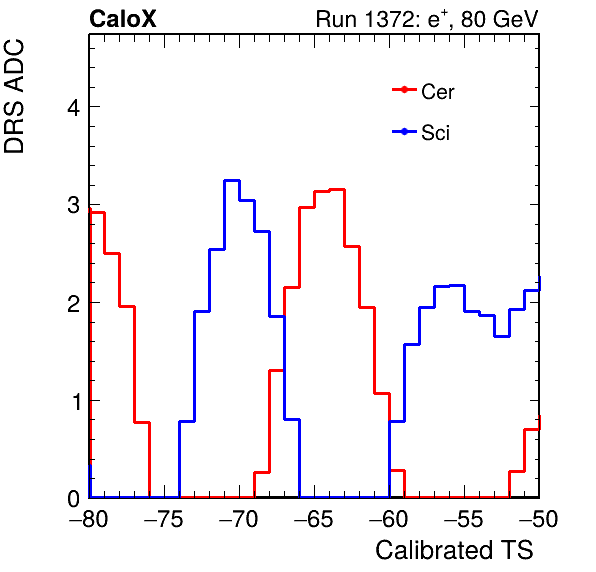 CaloX Run 1372: e⁺, 80 GeV
DRS ADC
Cer
Sci
4
3
2
1
0
−80 −75 −70 −65 −60 −55 −50
Calibrated TS